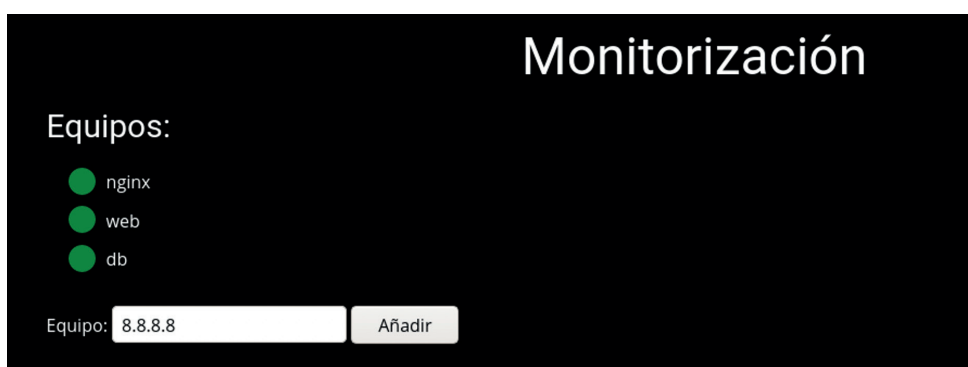 Monitorización
Equipos:
nginx
web
db
Equipo: 8.8.8.8 Añadir